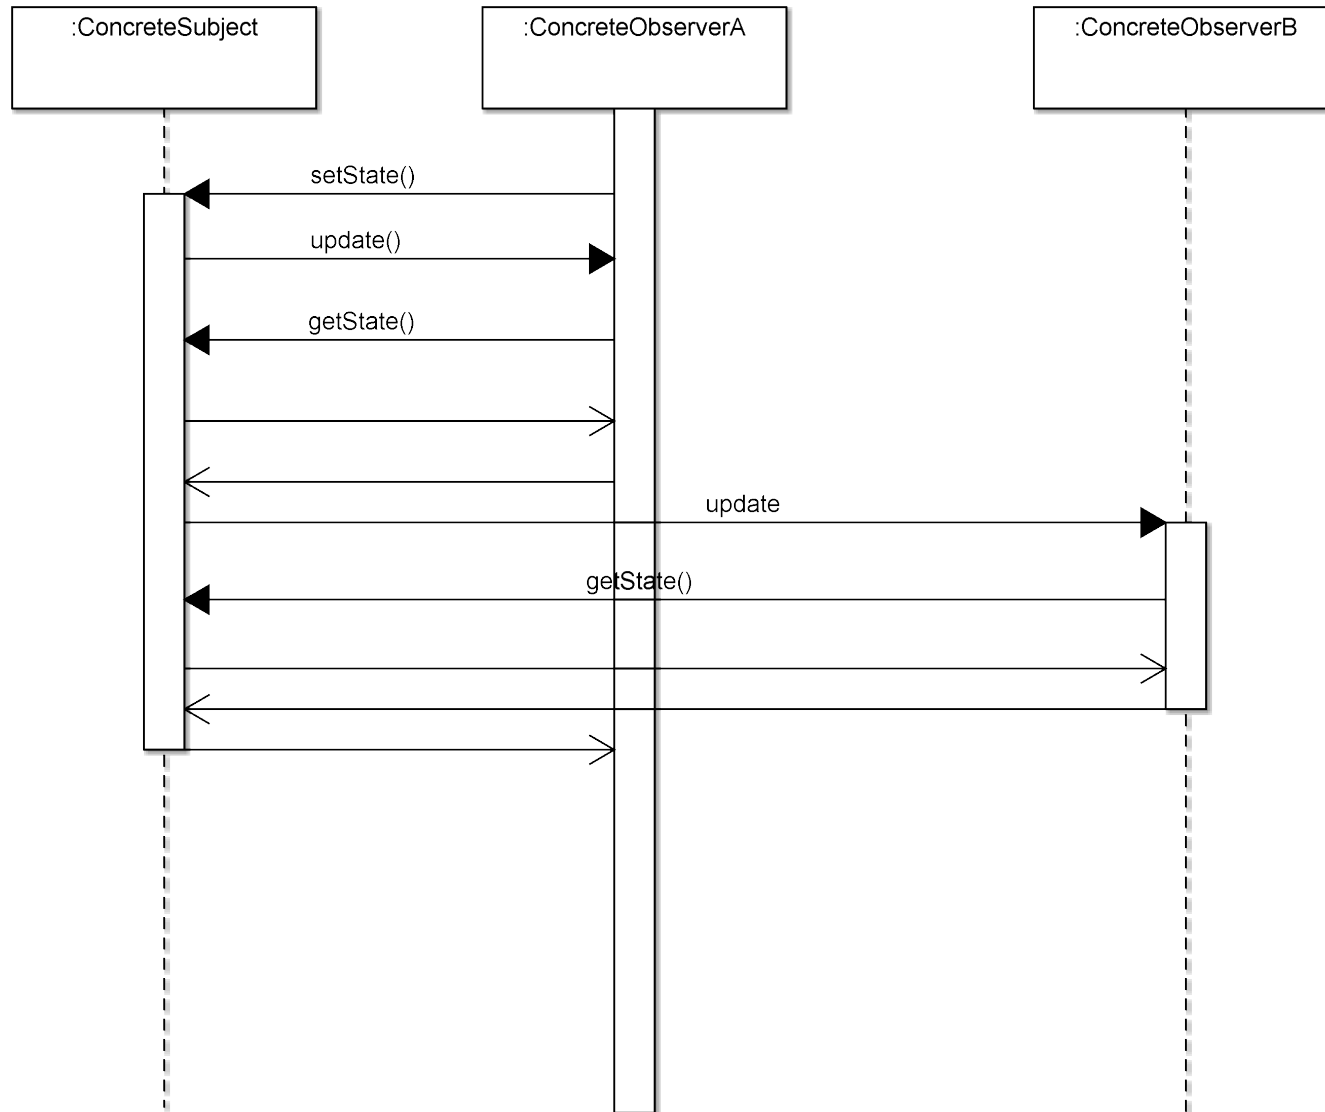 :ConcreteSubject
:ConcreteObserverA
:ConcreteObserverB
setState()
update()
getState()
update
getState()